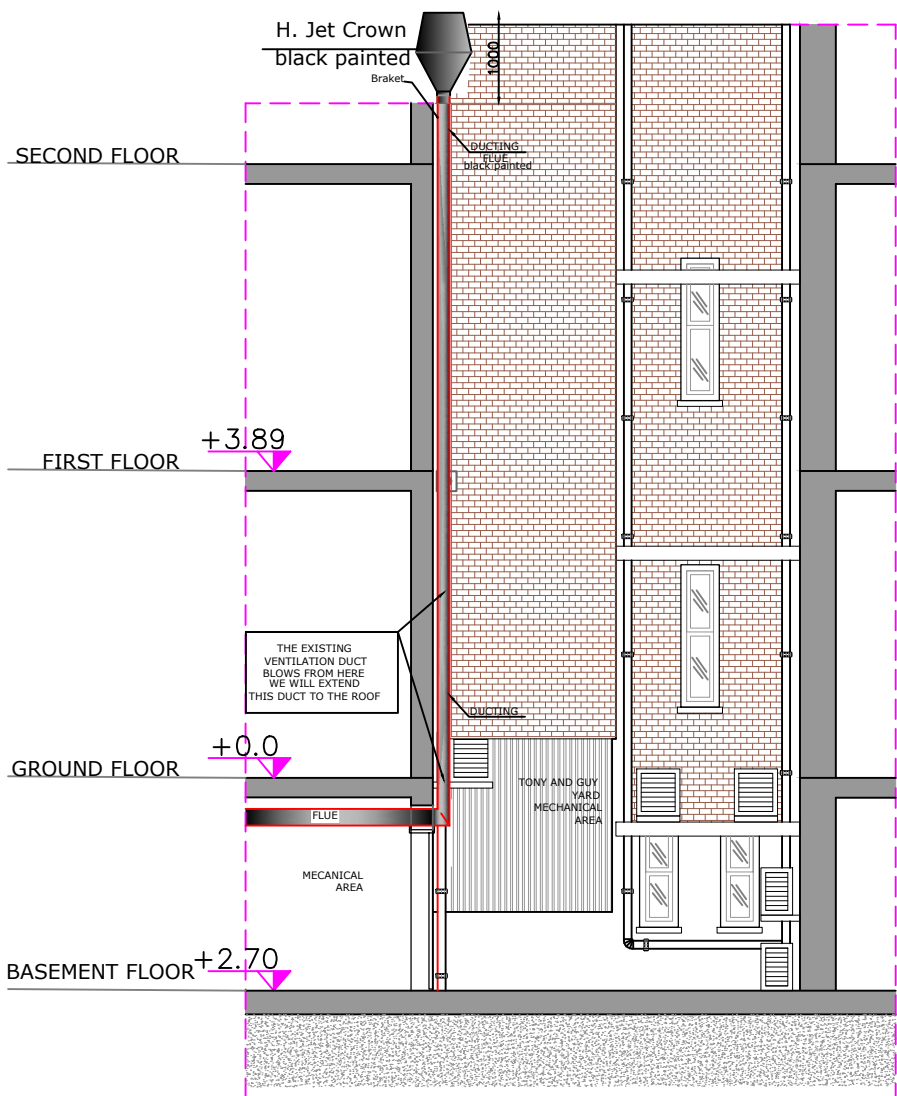 H. Jet Crown
black painted
Braket
1000
DUCTING
FLUE
black painted
SECOND FLOOR
+3.89
FIRST FLOOR
THE EXISTING
VENTILATION DUCT
BLOWS FROM HERE
WE WILL EXTEND
THIS DUCT TO THE ROOF
DUCTING
+0.0
GROUND FLOOR
TONY AND GUY
YARD
MECHANICAL
AREA
FLUE
MECANICAL
AREA
+2.70
BASEMENT FLOOR